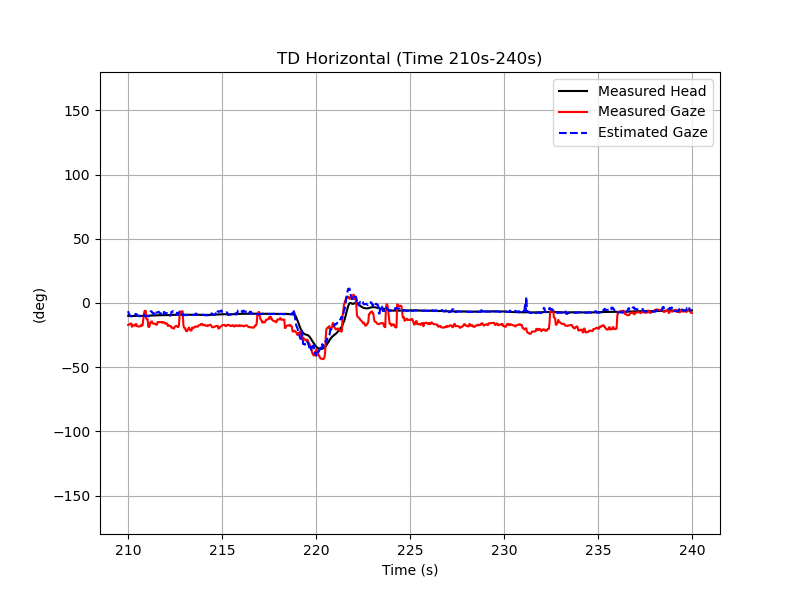 TD Horizontal (Time 210s-240s)
Measured Head
Measured Gaze
Estimated Gaze
150
100
50
0
−50
−100
−150
(deg)
210 215 220 225 230 235 240
Time (s)